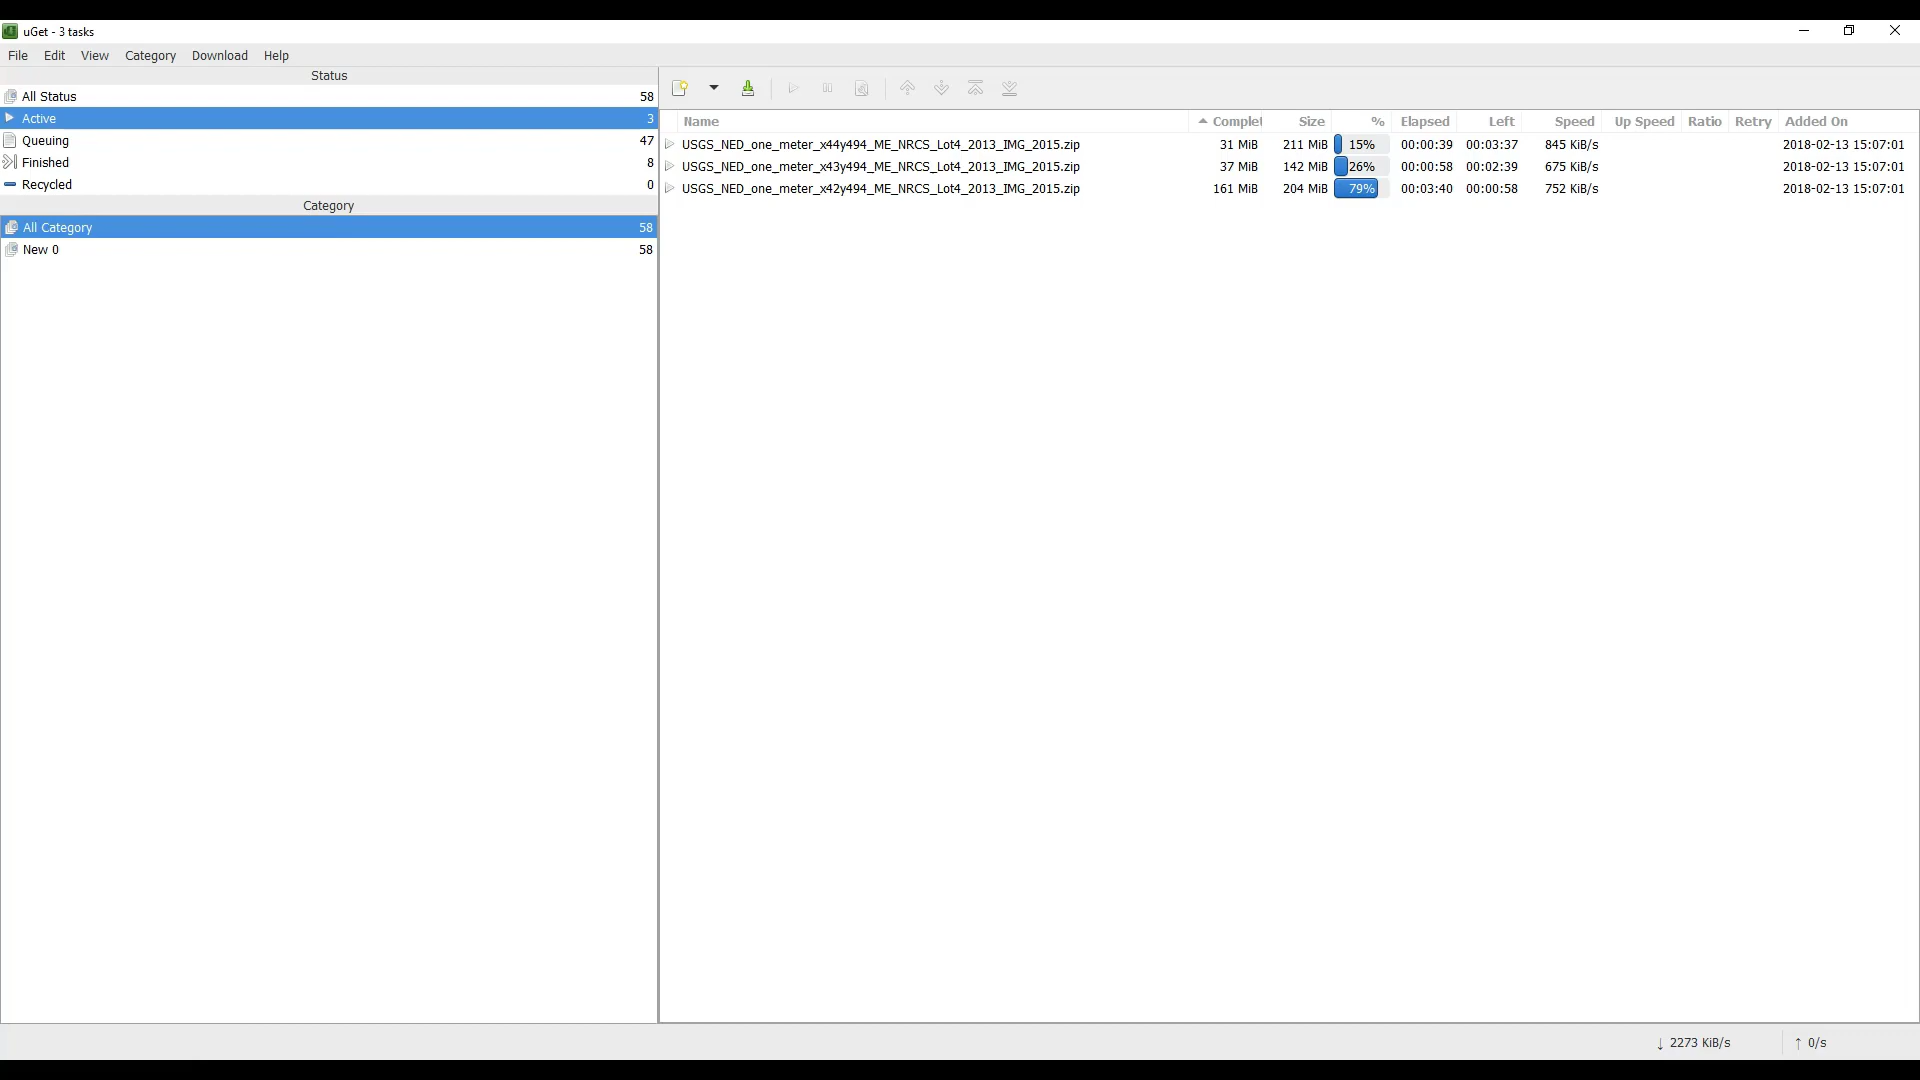 uGet - 3 tasks
File Edit View Category Download Help
Status
All Status 58
Active 3
Queuing 47
Finished 8
Recycled 0
Category
All Category 58
New 0 58
Name Complet Size % Elapsed Left Speed Up Speed Ratio Retry Added On
USGS_NED_one_meter_x44y494_ME_NRCS_Lot4_2013_IMG_2015.zip 31 MiB 211 MiB 15% 00:00:39 00:03:37 845 KiB/s 2018-02-13 15:07:01
USGS_NED_one_meter_x43y494_ME_NRCS_Lot4_2013_IMG_2015.zip 37 MiB 142 MiB 26% 00:00:58 00:02:39 675 KiB/s 2018-02-13 15:07:01
USGS_NED_one_meter_x42y494_ME_NRCS_Lot4_2013_IMG_2015.zip 161 MiB 204 MiB 79% 00:03:40 00:00:58 752 KiB/s 2018-02-13 15:07:01
↓ 2273 KiB/s ↑ 0/s